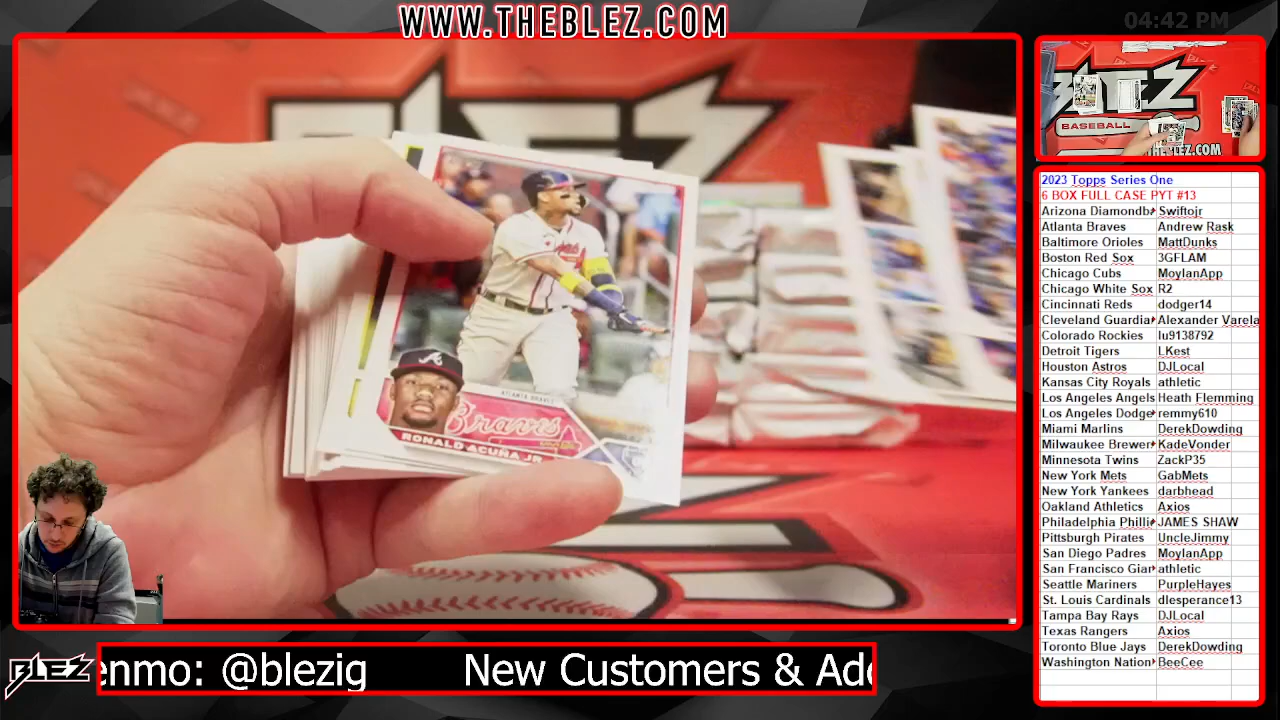 WWW.THEBLEZ.COM
04:42 PM
BLEZ
BASEBALL
.COM
BLEZ
ATLANTA BRAVES
Braves
RONALD ACUÑA JR
2023 Topps Series One
6 BOX FULL CASE PYT #13
Arizona Diamondba Swiftojr
Atlanta Braves Andrew Rask
Baltimore Orioles MattDunks
Boston Red Sox 3GFLAM
Chicago Cubs MoylanApp
Chicago White Sox R2
Cincinnati Reds dodger14
Cleveland Guardia Alexander Varela
Colorado Rockies lu9138792
Detroit Tigers LKest
Houston Astros DJLocal
Kansas City Royals athletic
Los Angeles Angels Heath Flemming
Los Angeles Dodge remmy610
Miami Marlins DerekDowding
Milwaukee Brewer KadeVonder
Minnesota Twins ZackP35
New York Mets GabMets
New York Yankees darbhead
Oakland Athletics Axios
Philadelphia Philli JAMES SHAW
Pittsburgh Pirates UncleJimmy
San Diego Padres MoylanApp
San Francisco Gian athletic
Seattle Mariners PurpleHayes
St. Louis Cardinals dlesperance13
Tampa Bay Rays DJLocal
Texas Rangers Axios
Toronto Blue Jays DerekDowding
Washington Nation BeeCee
BLEZ
enmo: @blezig New Customers & Add